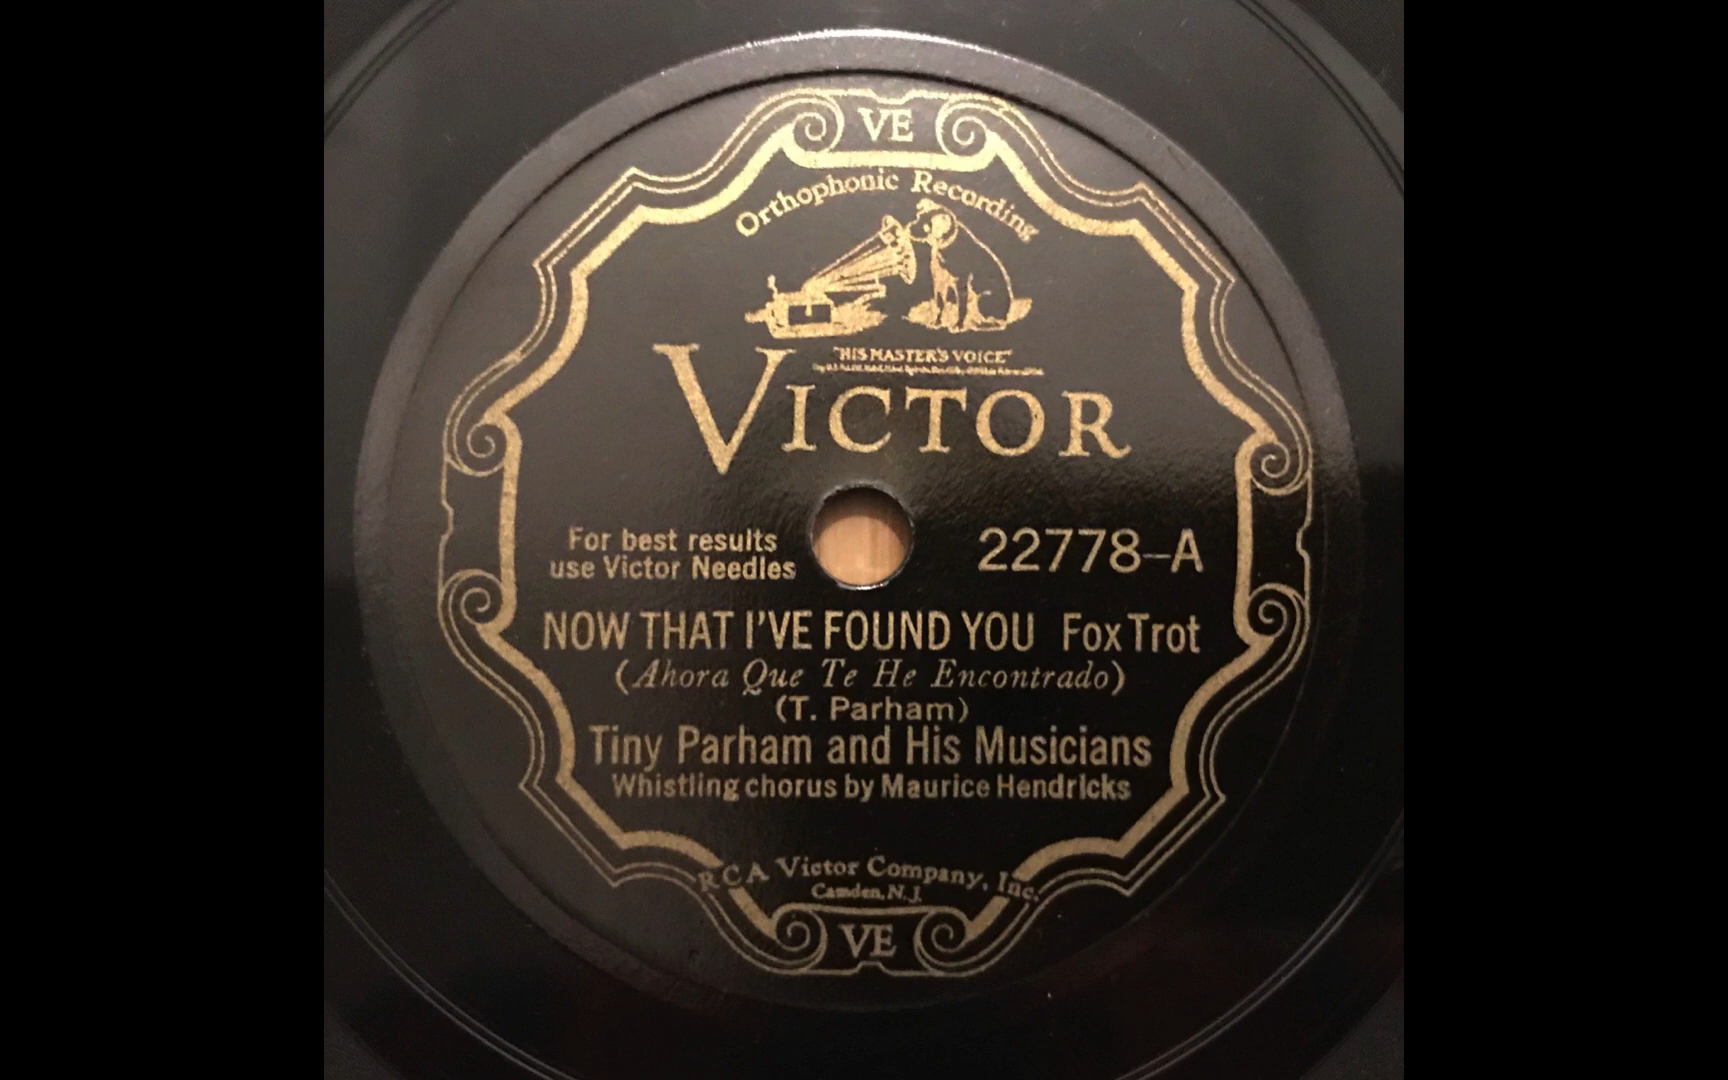 VE
Orthophonic Recording
"HIS MASTER'S VOICE"
VICTOR
For best results
use Victor Needles
22778-A
NOW THAT I'VE FOUND YOU Fox Trot
(Ahora Que Te He Encontrado)
(T. Parham)
Tiny Parham and His Musicians
Whistling chorus by Maurice Hendricks
RCA Victor Company, Inc.
Camden, N. J.
VE